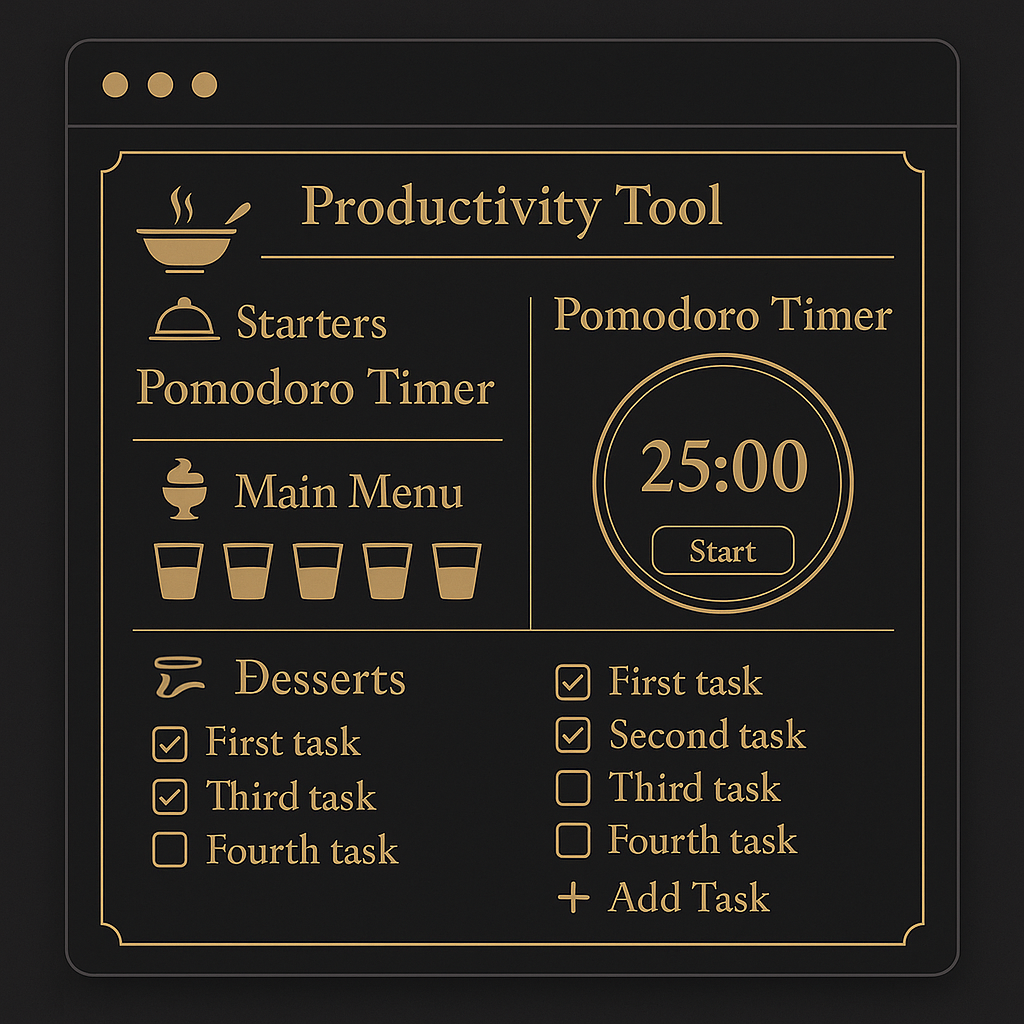 Productivity Tool
Starters
Pomodoro Timer
Main Menu
Pomodoro Timer
25:00
Start
Desserts
First task
Third task
Fourth task
First task
Second task
Third task
Fourth task
+ Add Task